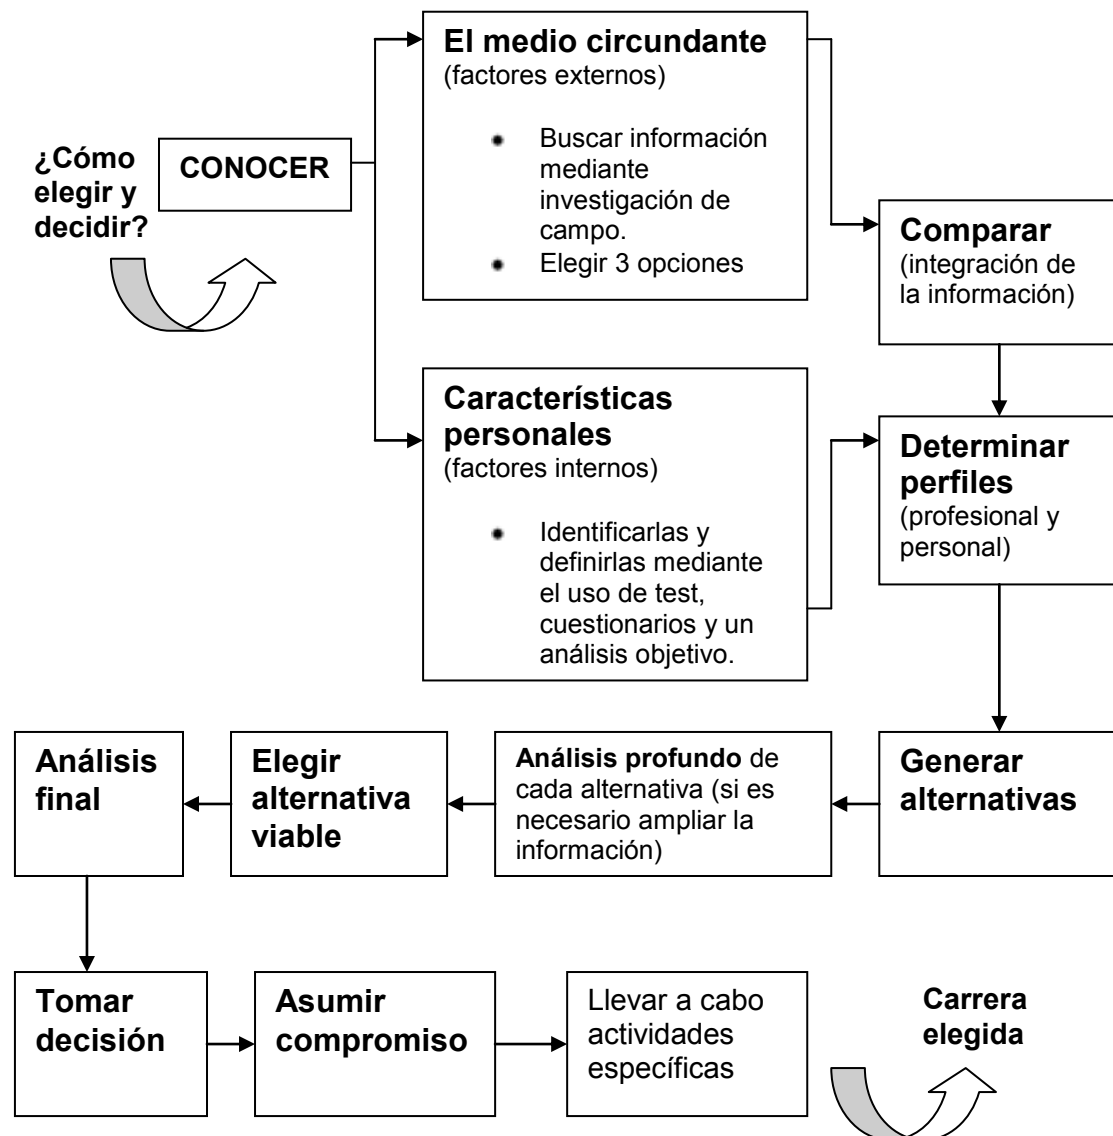 ¿Cómo
elegir y
decidir?
CONOCER
El medio circundante
(factores externos)
Buscar información
mediante
investigación de
campo.
Elegir 3 opciones
Características
personales
(factores internos)
Identificarlas y
definirlas mediante
el uso de test,
cuestionarios y un
análisis objetivo.
Comparar
(integración de
la información)
Determinar
perfiles
(profesional y
personal)
Generar
alternativas
Análisis profundo de
cada alternativa (si es
necesario ampliar la
información)
Elegir
alternativa
viable
Análisis
final
Tomar
decisión
Asumir
compromiso
Llevar a cabo
actividades
específicas
Carrera
elegida